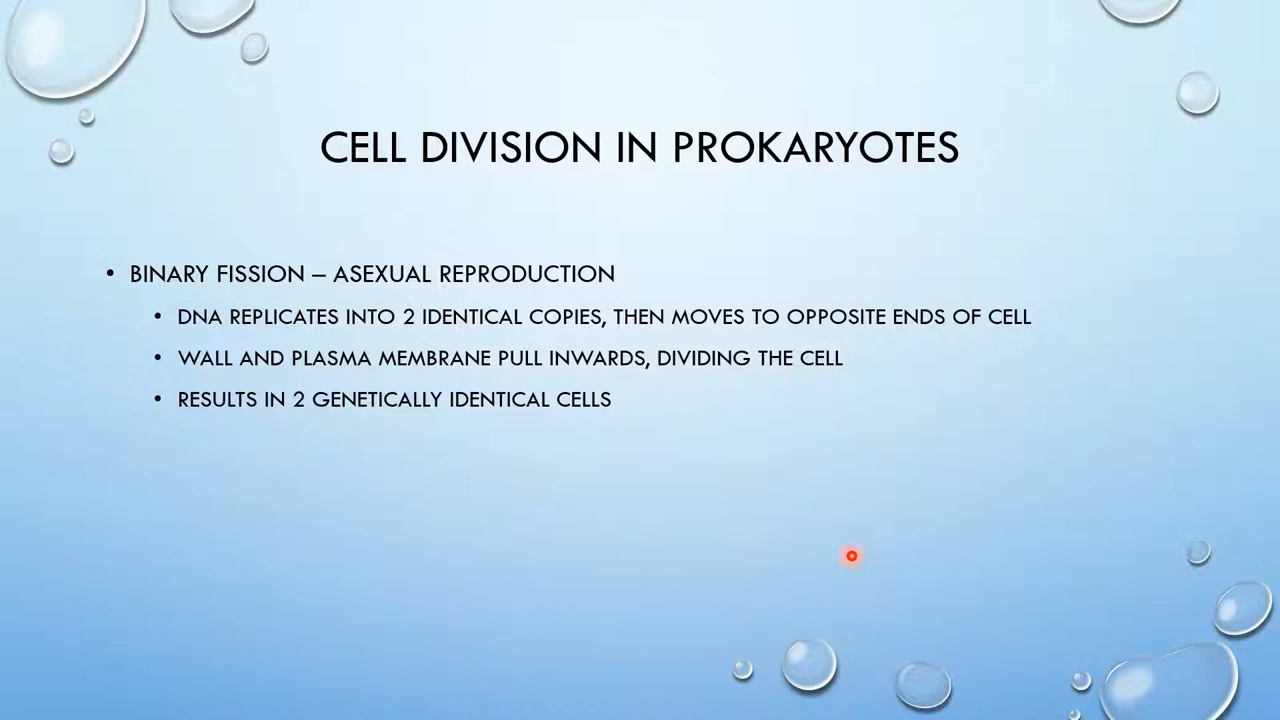 CELL DIVISION IN PROKARYOTES
• BINARY FISSION – ASEXUAL REPRODUCTION
• DNA REPLICATES INTO 2 IDENTICAL COPIES, THEN MOVES TO OPPOSITE ENDS OF CELL
• WALL AND PLASMA MEMBRANE PULL INWARDS, DIVIDING THE CELL
• RESULTS IN 2 GENETICALLY IDENTICAL CELLS